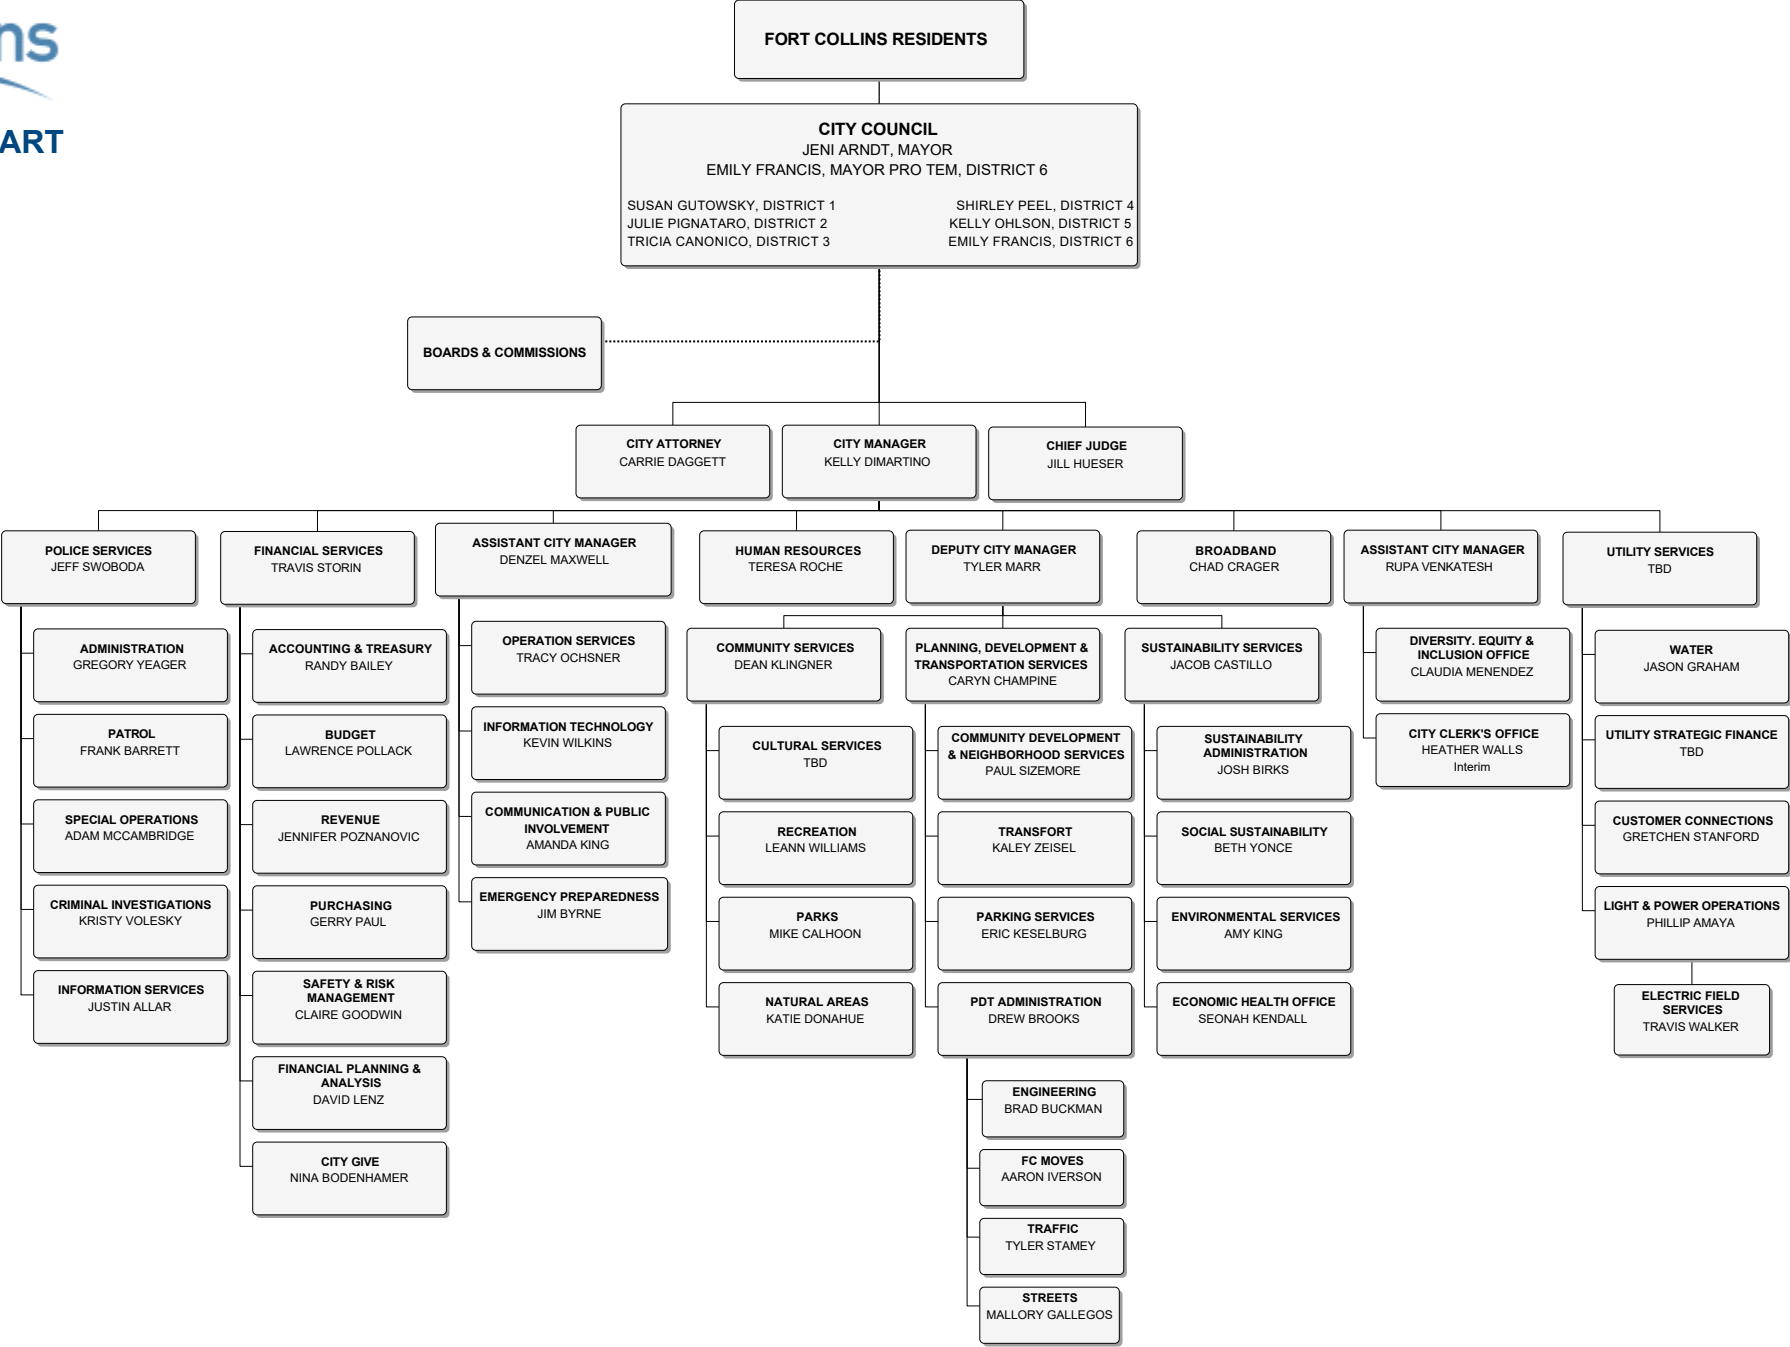 ns
ART
FORT COLLINS RESIDENTS
CITY COUNCIL
JENI ARNDT, MAYOR
EMILY FRANCIS, MAYOR PRO TEM, DISTRICT 6
SUSAN GUTOWSKY, DISTRICT 1
JULIE PIGNATARO, DISTRICT 2
TRICIA CANONICO, DISTRICT 3
SHIRLEY PEEL, DISTRICT 4
KELLY OHLSON, DISTRICT 5
EMILY FRANCIS, DISTRICT 6
BOARDS & COMMISSIONS
CITY ATTORNEY
CARRIE DAGGETT
CITY MANAGER
KELLY DIMARTINO
CHIEF JUDGE
JILL HUESER
POLICE SERVICES
JEFF SWOBODA
ADMINISTRATION
GREGORY YEAGER
PATROL
FRANK BARRETT
SPECIAL OPERATIONS
ADAM MCCAMBRIDGE
CRIMINAL INVESTIGATIONS
KRISTY VOLESKY
INFORMATION SERVICES
JUSTIN ALLAR
FINANCIAL SERVICES
TRAVIS STORIN
ACCOUNTING & TREASURY
RANDY BAILEY
BUDGET
LAWRENCE POLLACK
REVENUE
JENNIFER POZNANOVIC
PURCHASING
GERRY PAUL
SAFETY & RISK
MANAGEMENT
CLAIRE GOODWIN
FINANCIAL PLANNING &
ANALYSIS
DAVID LENZ
CITY GIVE
NINA BODENHAMER
ASSISTANT CITY MANAGER
DENZEL MAXWELL
OPERATION SERVICES
TRACY OCHSNER
INFORMATION TECHNOLOGY
KEVIN WILKINS
COMMUNICATION & PUBLIC
INVOLVEMENT
AMANDA KING
EMERGENCY PREPAREDNESS
JIM BYRNE
HUMAN RESOURCES
TERESA ROCHE
DEPUTY CITY MANAGER
TYLER MARR
COMMUNITY SERVICES
DEAN KLINGNER
CULTURAL SERVICES
TBD
RECREATION
LEANN WILLIAMS
PARKS
MIKE CALHOON
NATURAL AREAS
KATIE DONAHUE
PLANNING, DEVELOPMENT &
TRANSPORTATION SERVICES
CARYN CHAMPINE
COMMUNITY DEVELOPMENT
& NEIGHBORHOOD SERVICES
PAUL SIZEMORE
TRANSFORT
KALEY ZEISEL
PARKING SERVICES
ERIC KESELBURG
PDT ADMINISTRATION
DREW BROOKS
ENGINEERING
BRAD BUCKMAN
FC MOVES
AARON IVERSON
TRAFFIC
TYLER STAMEY
STREETS
MALLORY GALLEGOS
SUSTAINABILITY SERVICES
JACOB CASTILLO
SUSTAINABILITY
ADMINISTRATION
JOSH BIRKS
SOCIAL SUSTAINABILITY
BETH YONCE
ENVIRONMENTAL SERVICES
AMY KING
ECONOMIC HEALTH OFFICE
SEONAH KENDALL
BROADBAND
CHAD CRAGER
ASSISTANT CITY MANAGER
RUPA VENKATESH
DIVERSITY. EQUITY &
INCLUSION OFFICE
CLAUDIA MENENDEZ
CITY CLERK'S OFFICE
HEATHER WALLS
Interim
UTILITY SERVICES
TBD
WATER
JASON GRAHAM
UTILITY STRATEGIC FINANCE
TBD
CUSTOMER CONNECTIONS
GRETCHEN STANFORD
LIGHT & POWER OPERATIONS
PHILLIP AMAYA
ELECTRIC FIELD
SERVICES
TRAVIS WALKER